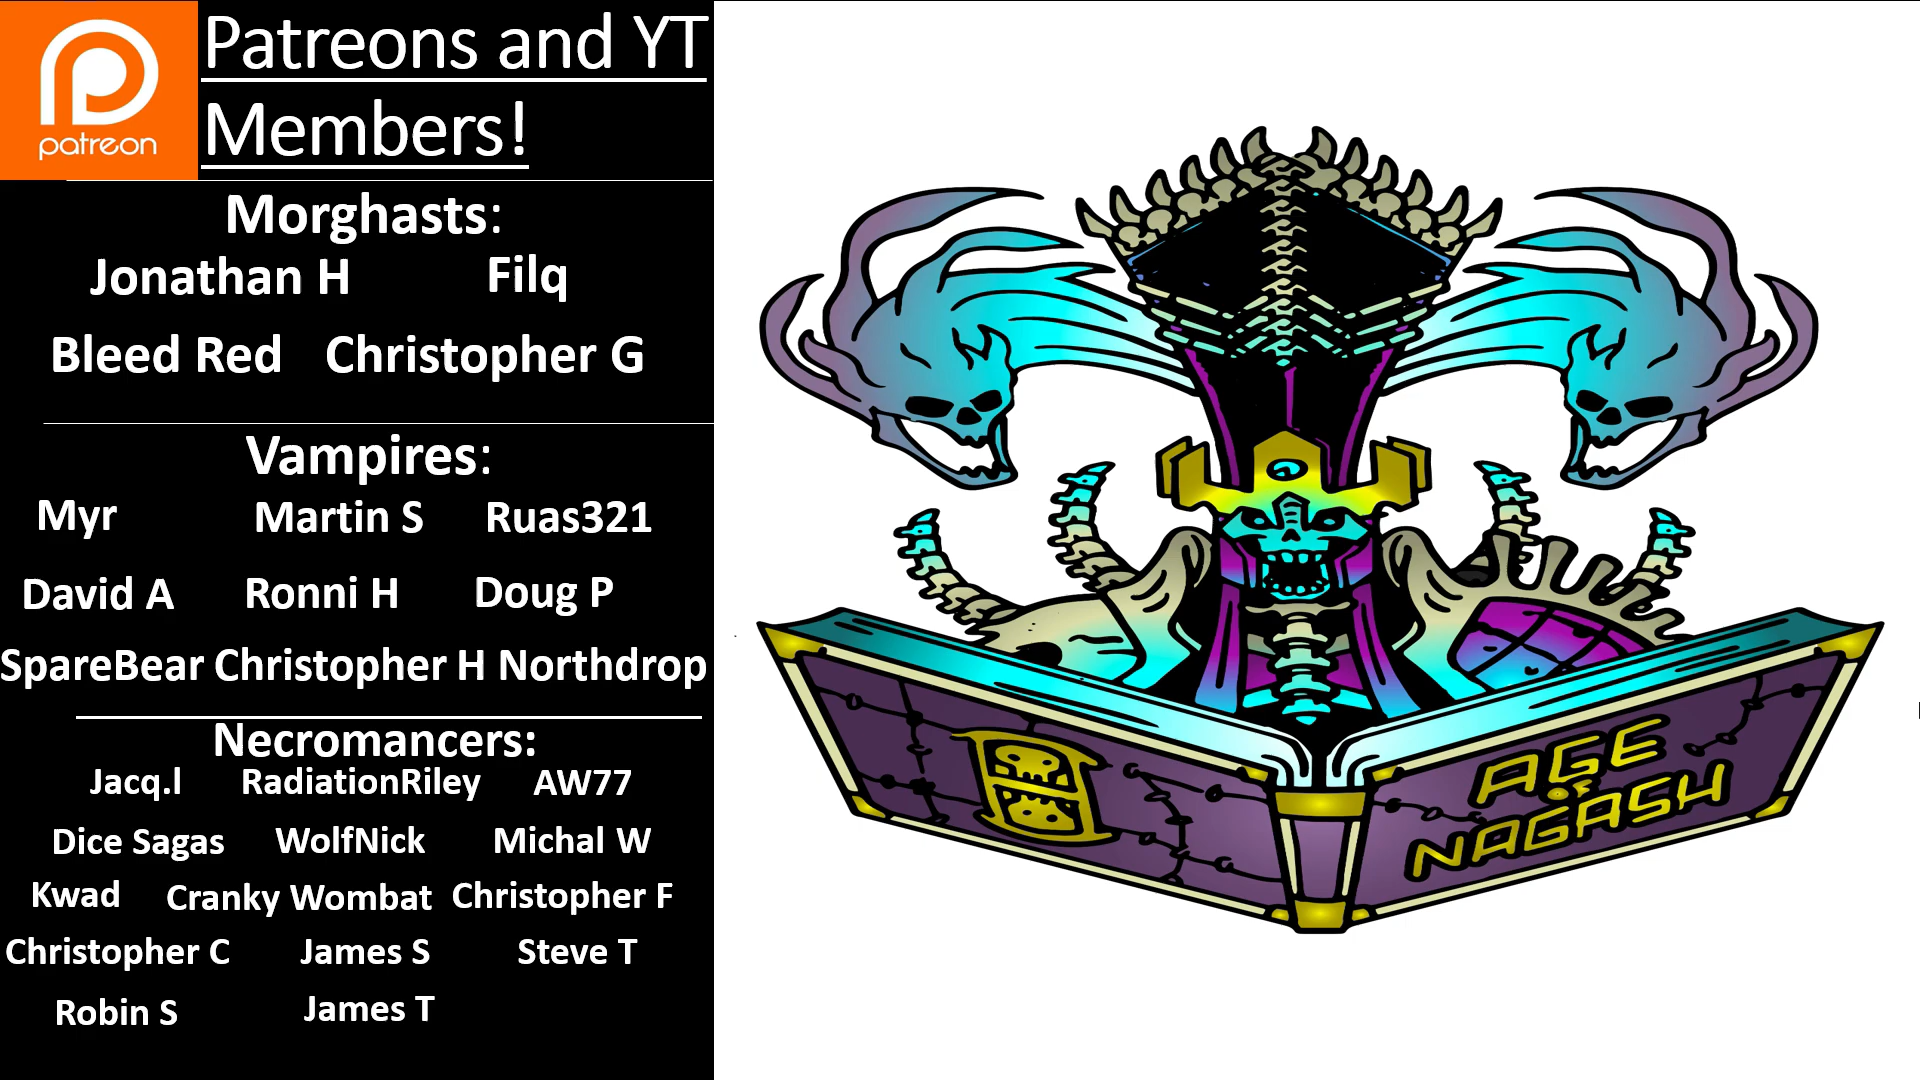 patreon
Patreons and YT
Members!
Morghasts:
Jonathan H Filq
Bleed Red Christopher G
Vampires:
Myr Martin S Ruas321
David A Ronni H Doug P
SpareBear Christopher H Northdrop
Necromancers:
Jacq.l RadiationRiley AW77
Dice Sagas WolfNick Michal W
Kwad Cranky Wombat Christopher F
Christopher C James S Steve T
Robin S James T
AGE
OF
NAGASH